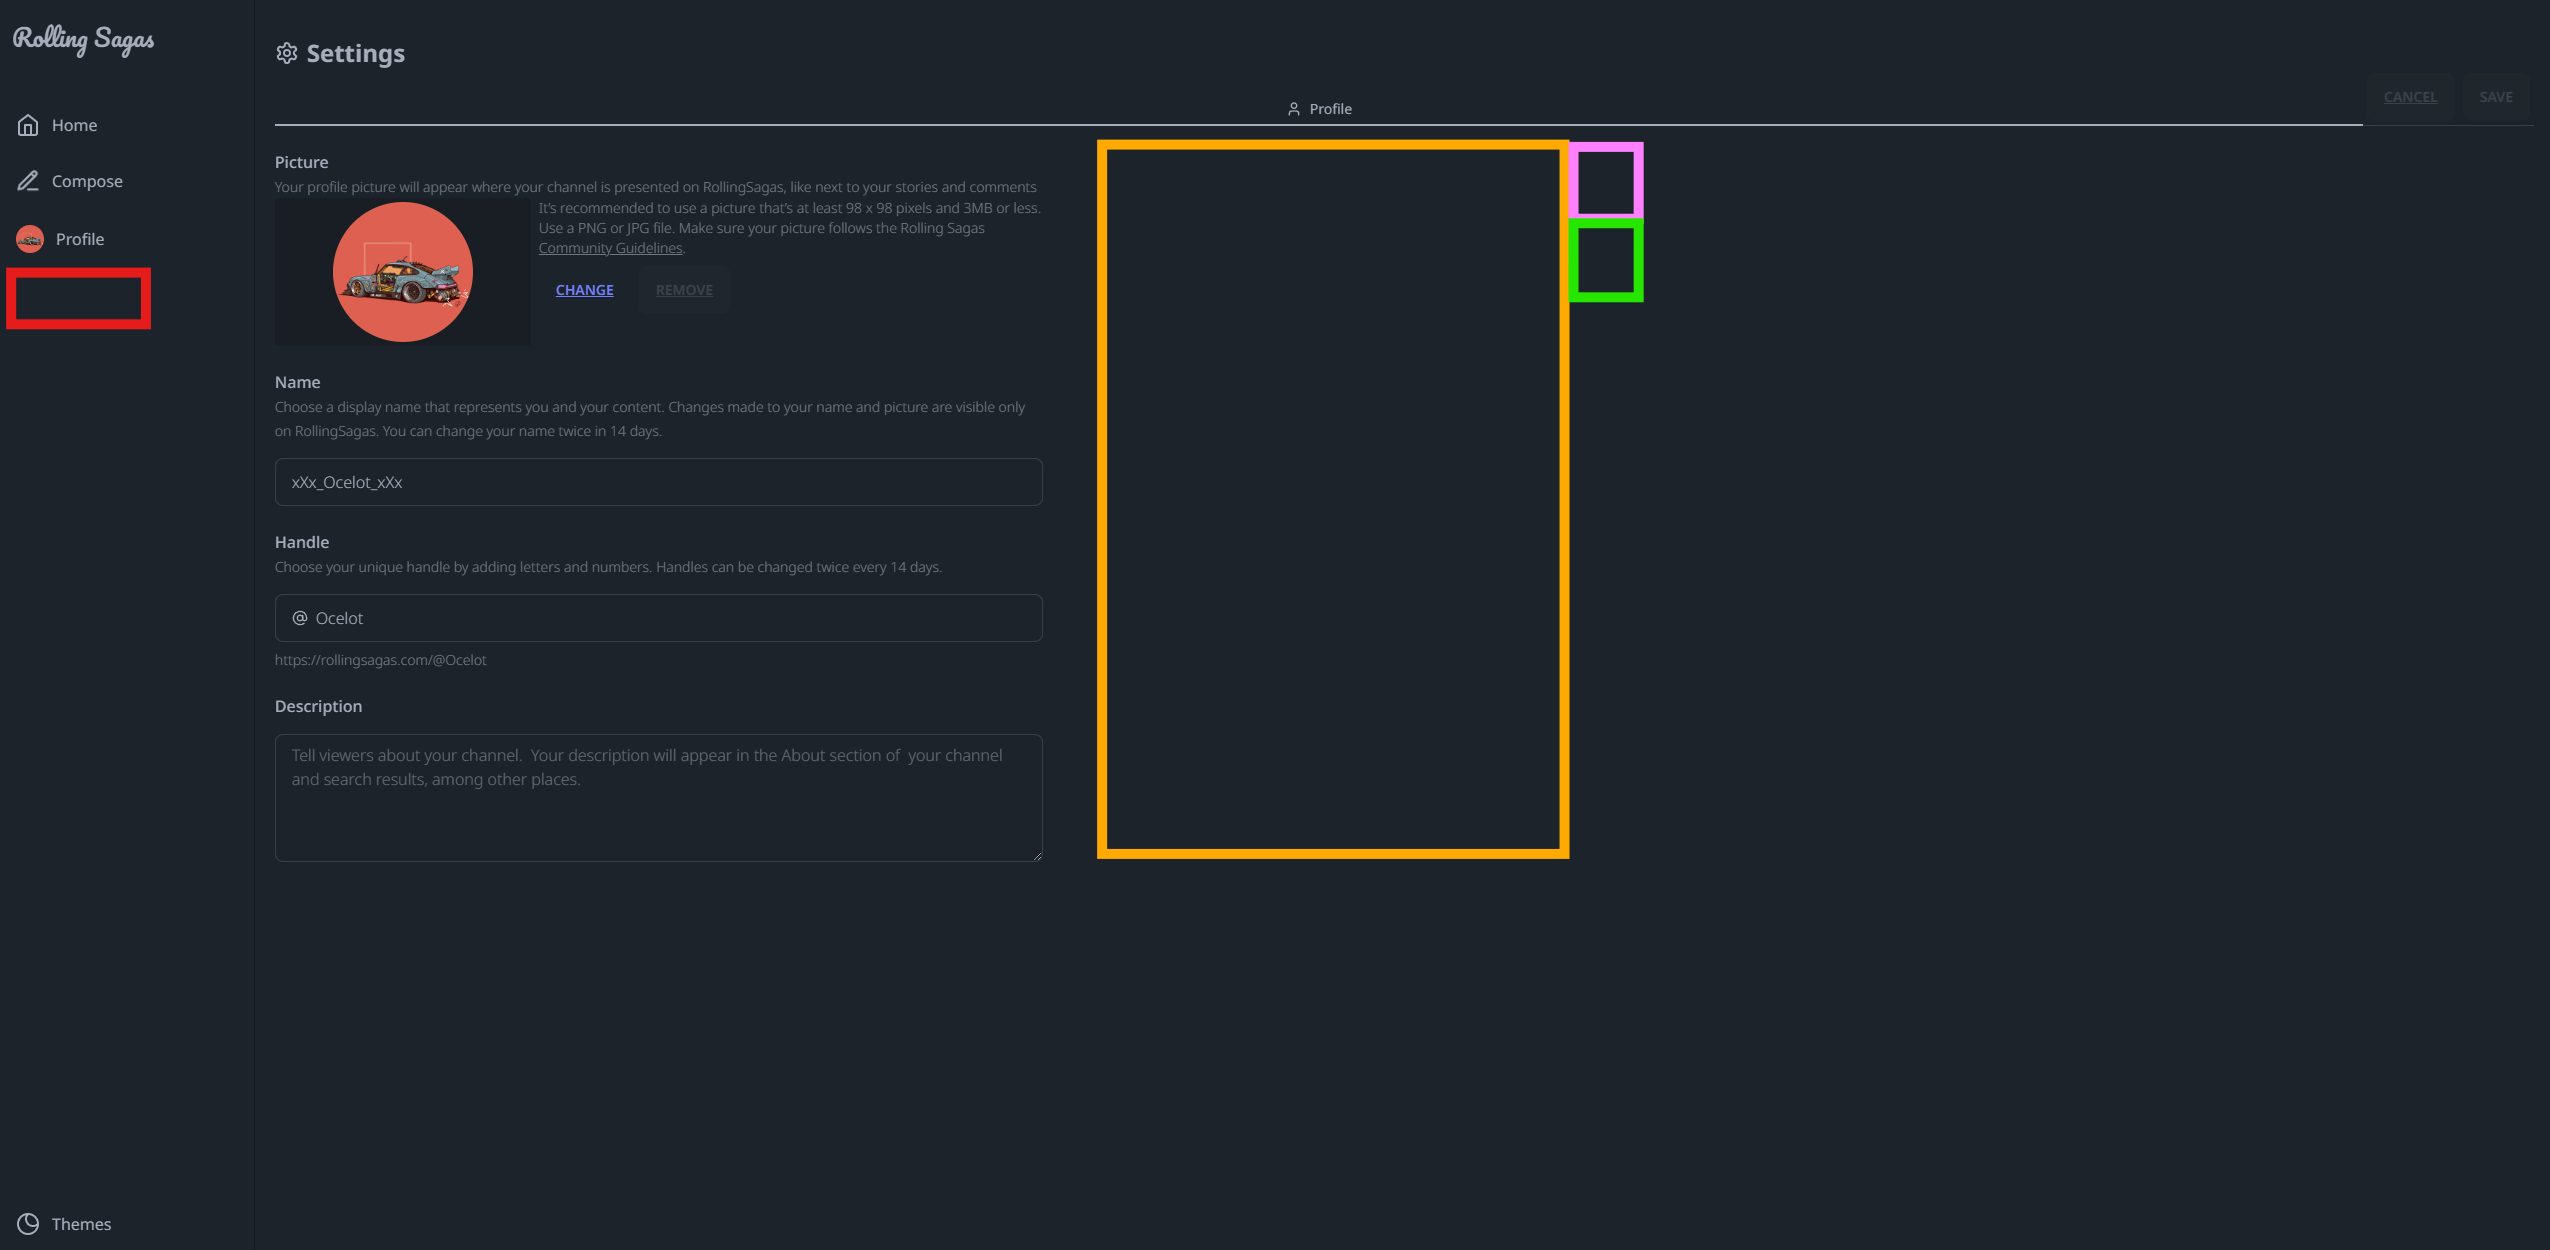 Rolling Sagas
Home
Compose
Profile
Themes
Settings
Profile
CANCEL
SAVE
Picture
Your profile picture will appear where your channel is presented on RollingSagas, like next to your stories and comments
It's recommended to use a picture that's at least 98 x 98 pixels and 3MB or less.
Use a PNG or JPG file. Make sure your picture follows the Rolling Sagas
Community Guidelines.
CHANGE
REMOVE
Name
Choose a display name that represents you and your content. Changes made to your name and picture are visible only
on RollingSagas. You can change your name twice in 14 days.
xXx_Ocelot_xXx
Handle
Choose your unique handle by adding letters and numbers. Handles can be changed twice every 14 days.
@ Ocelot
https://rollingsagas.com/@Ocelot
Description
Tell viewers about your channel. Your description will appear in the About section of your channel
and search results, among other places.